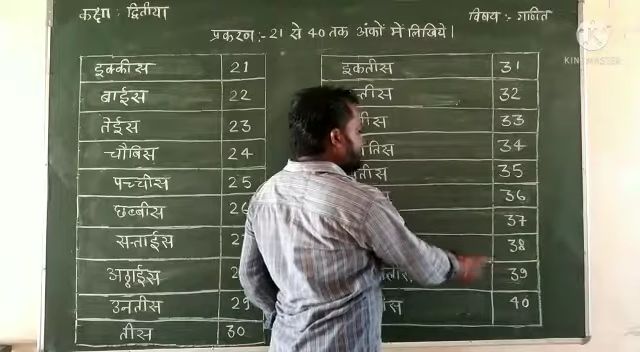 कक्षा : द्वितीया
विषय :- गणित
प्रकरण :- 21 से 40 तक अंकों में लिखिये।
इक्कीस 21
बाईस 22
तेईस 23
चौबिस 24
पच्चीस 25
छब्बीस 26
सत्ताईस
अठ्ठाईस
उनतीस 29
तीस 30
इकतीस 31
32
33
34
35
36
37
38
39
40
KINEMASTER